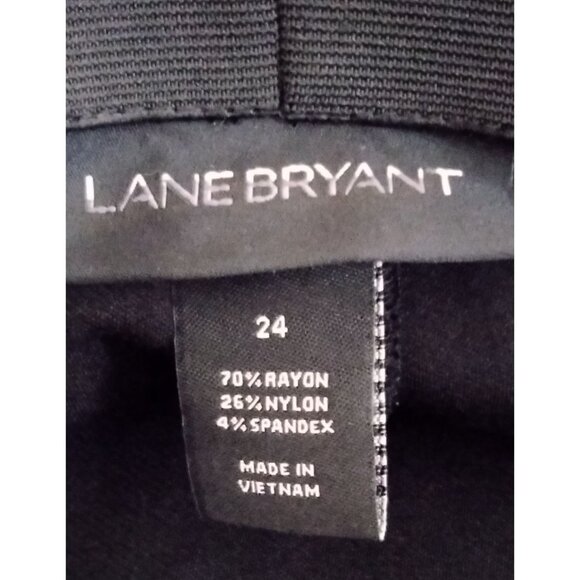 LANE BRYANT
24
70% RAYON
26% NYLON
4% SPANDEX
MADE IN
VIETNAM